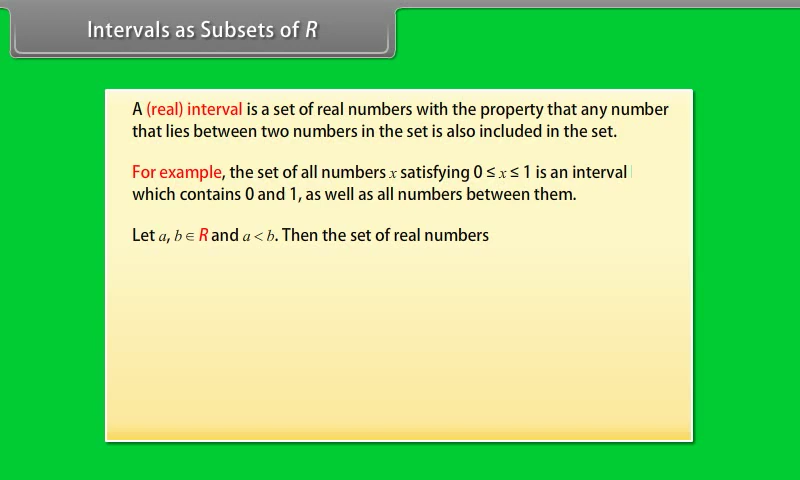 Intervals as Subsets of R
A (real) interval is a set of real numbers with the property that any number
that lies between two numbers in the set is also included in the set.
For example, the set of all numbers x satisfying 0 ≤ x ≤ 1 is an interval
which contains 0 and 1, as well as all numbers between them.
Let a, b ∈ R and a < b. Then the set of real numbers